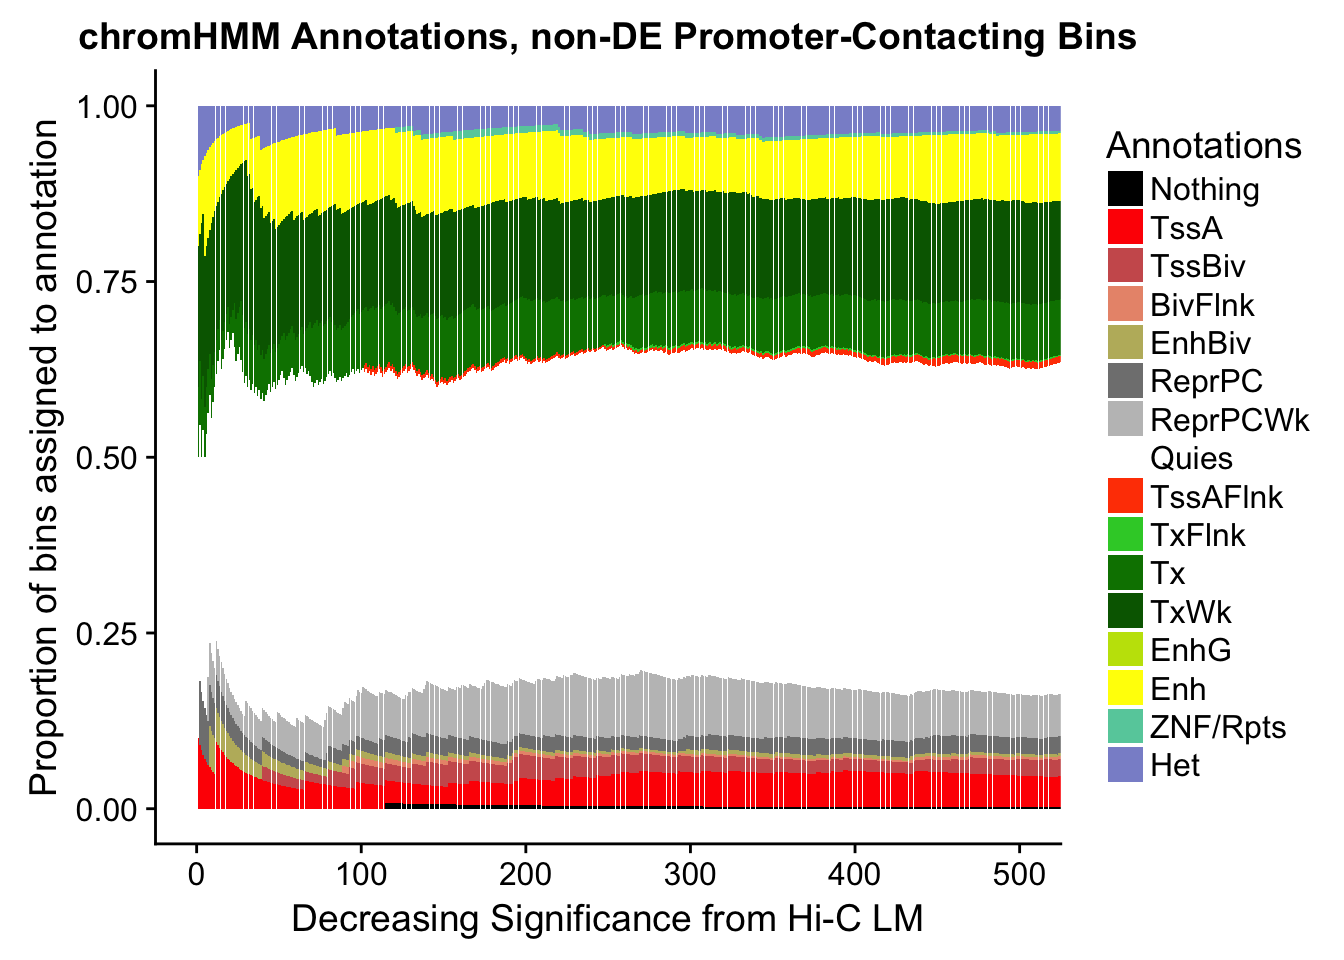 chromHMM Annotations, non-DE Promoter-Contacting Bins
Proportion of bins assigned to annotation
1.00
0.75
0.50
0.25
0.00
0
100
200
300
400
500
Decreasing Significance from Hi-C LM
Annotations
Nothing
TssA
TssBiv
BivFlnk
EnhBiv
ReprPC
ReprPCWk
Quies
TssAFlnk
TxFlnk
Tx
TxWk
EnhG
Enh
ZNF/Rpts
Het